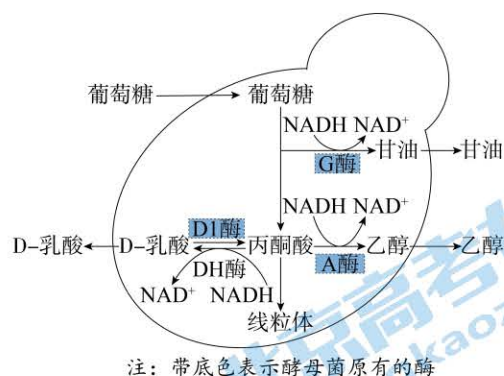 葡萄糖 葡萄糖
NADH NAD⁺
G酶 甘油 甘油
NADH NAD⁺
D1酶
D-乳酸 D-乳酸 丙酮酸 乙醇 乙醇
DH酶 A酶
NAD⁺ NADH
线粒体
注：带底色表示酵母菌原有的酶